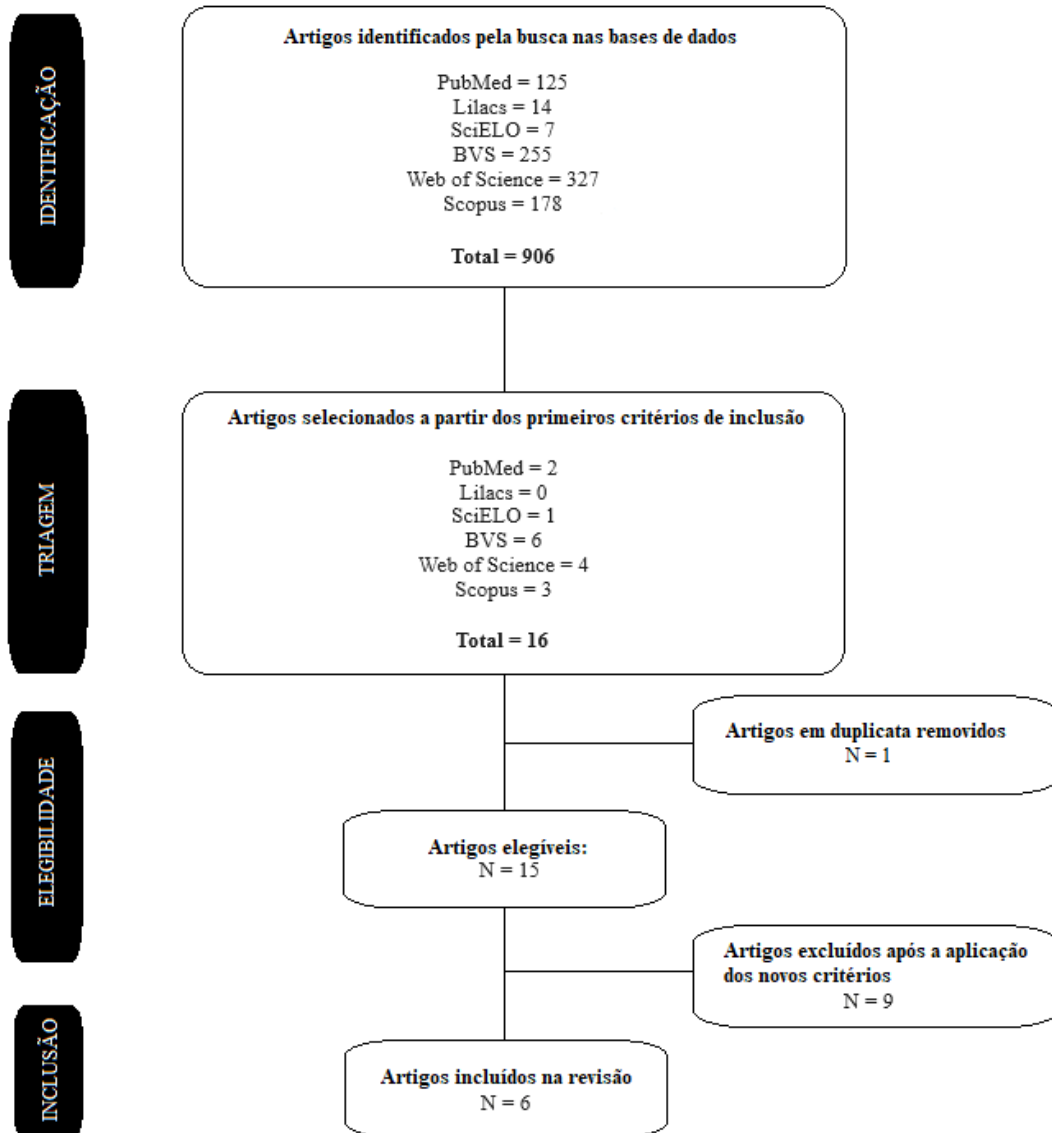 IDENTIFICAÇÃO
Artigos identificados pela busca nas bases de dados
PubMed = 125
Lilacs = 14
SciELO = 7
BVS = 255
Web of Science = 327
Scopus = 178
Total = 906
TRIAGEM
Artigos selecionados a partir dos primeiros critérios de inclusão
PubMed = 2
Lilacs = 0
SciELO = 1
BVS = 6
Web of Science = 4
Scopus = 3
Total = 16
ELEGIBILIDADE
Artigos em duplicata removidos
N = 1
Artigos elegíveis:
N = 15
Artigos excluídos após a aplicação
dos novos critérios
N = 9
INCLUSÃO
Artigos incluídos na revisão
N = 6